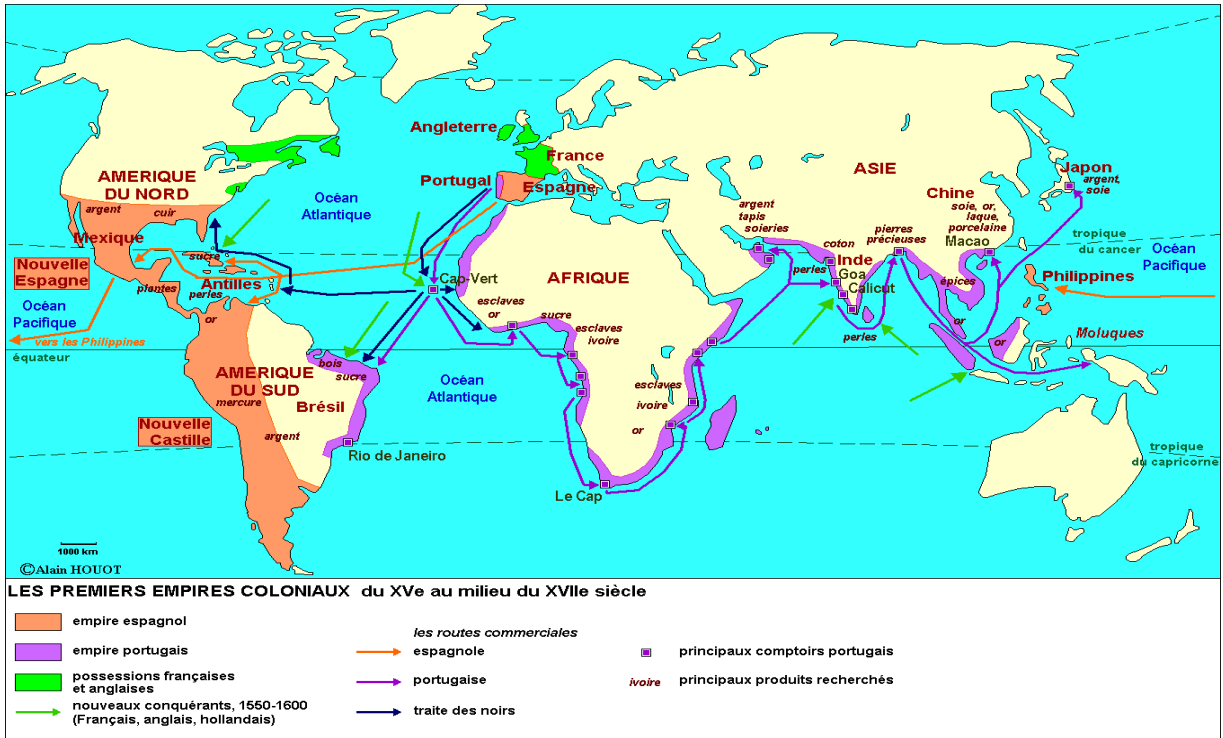 Angleterre
France
Portugal
Espagne
AMÉRIQUE
DU NORD
argent
cuir
Mexique
Nouvelle
Espagne
Océan
Atlantique
sucre
plantes
perles
Antilles
or
Océan
Pacifique
vers les Philippines
équateur
AMÉRIQUE
DU SUD
mercure
bois
sucre
Brésil
Nouvelle
Castille
argent
Rio de Janeiro
Océan
Atlantique
Cap-Vert
AFRIQUE
esclaves
or
sucre
esclaves
ivoire
esclaves
ivoire
or
Le Cap
ASIE
argent
tapis
soieries
coton
Inde
perles
Goa
Calicut
perles
pierres
précieuses
Chine
soie, or,
laque,
porcelaine
Macao
Japon
argent,
soie
épices
or
or
tropique
du cancer
Océan
Pacifique
Philippines
Moluques
tropique
du capricorne
1000 km
©Alain HOUOT
LES PREMIERS EMPIRES COLONIAUX du XVe au milieu du XVIIe siècle
empire espagnol
empire portugais
possessions françaises
et anglaises
nouveaux conquérants, 1550-1600
(Français, anglais, hollandais)
les routes commerciales
espagnole
portugaise
traite des noirs
principaux comptoirs portugais
ivoire principaux produits recherchés